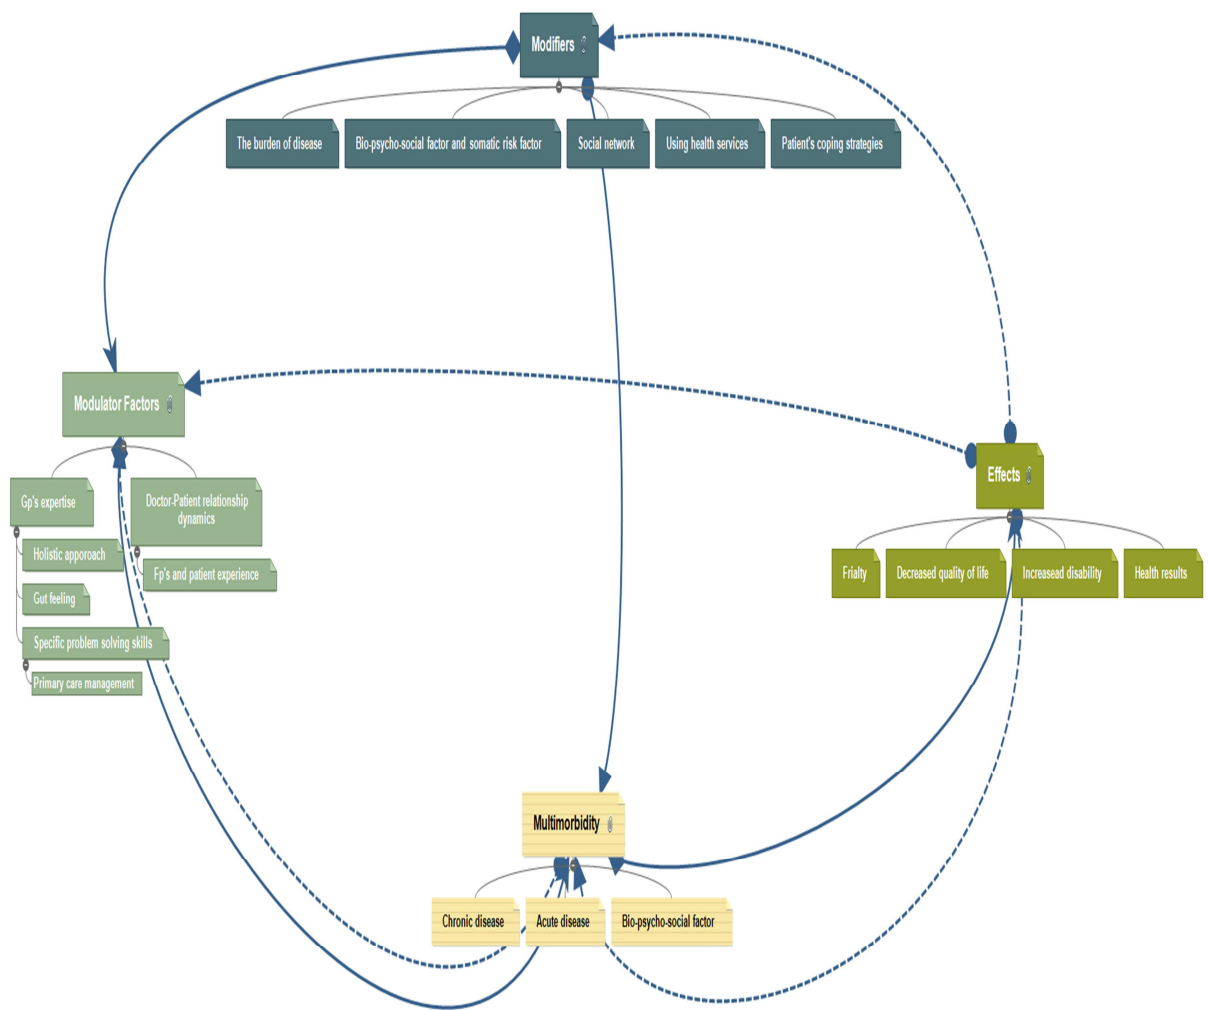 Modifiers
The burden of disease
Bio-psycho-social factor and somatic risk factor
Social network
Using health services
Patient's coping strategies
Modulator Factors
Gp's expertise
Holistic apporoach
Gut feeling
Specific problem solving skills
Primary care management
Doctor-Patient relationship
dynamics
Fp's and patient experience
Effects
Frialty
Decreased quality of life
Increasead disability
Health results
Multimorbidity
Chronic disease
Acute disease
Bio-psycho-social factor